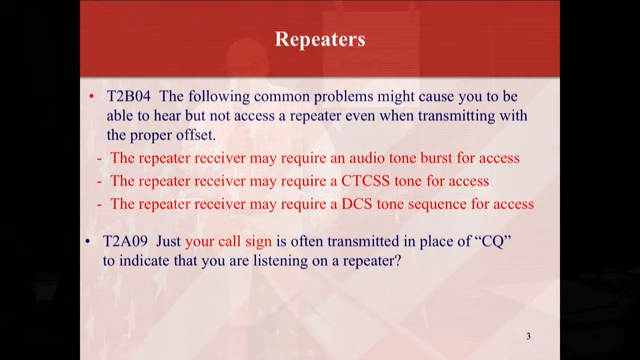 Repeaters
• T2B04 The following common problems might cause you to be
able to hear but not access a repeater even when transmitting with
the proper offset.
- The repeater receiver may require an audio tone burst for access
- The repeater receiver may require a CTCSS tone for access
- The repeater receiver may require a DCS tone sequence for access
• T2A09 Just your call sign is often transmitted in place of “CQ”
to indicate that you are listening on a repeater?
3